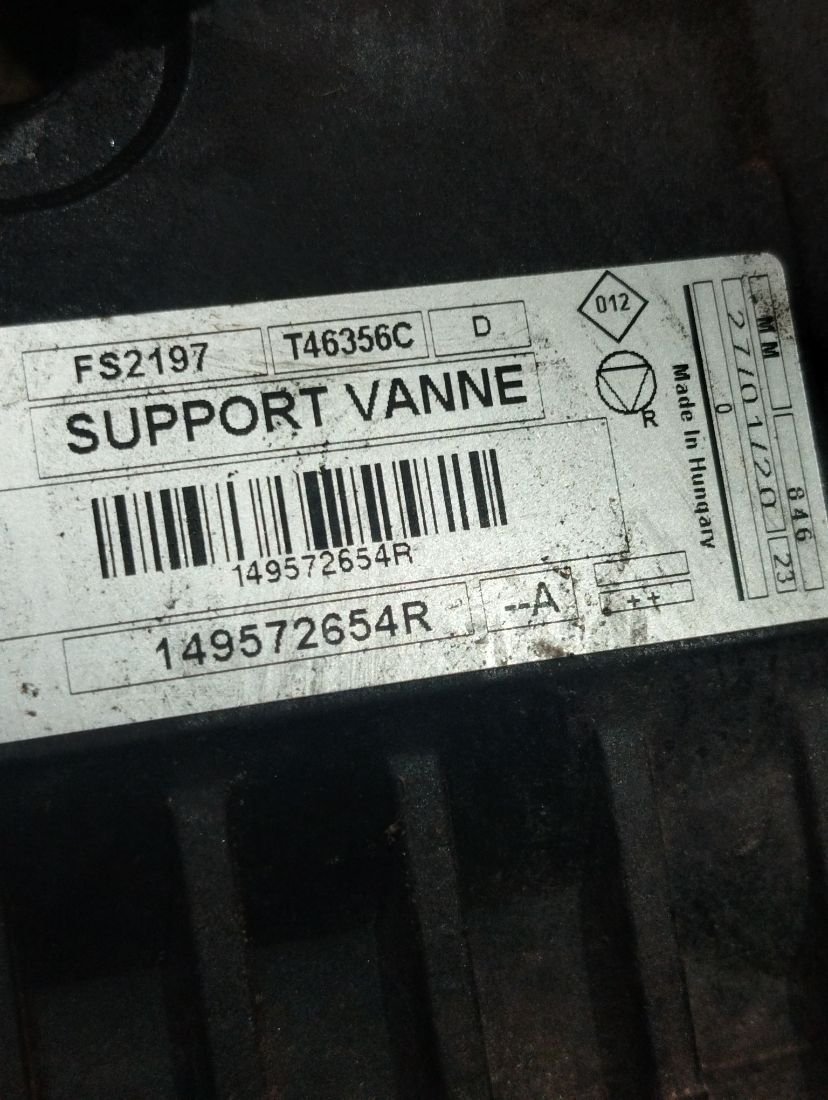 FS2197 T46356C D
SUPPORT VANNE
149572654R
149572654R --A
++
012
R
Made In Hungary
0
27/01/20 23
MM 846